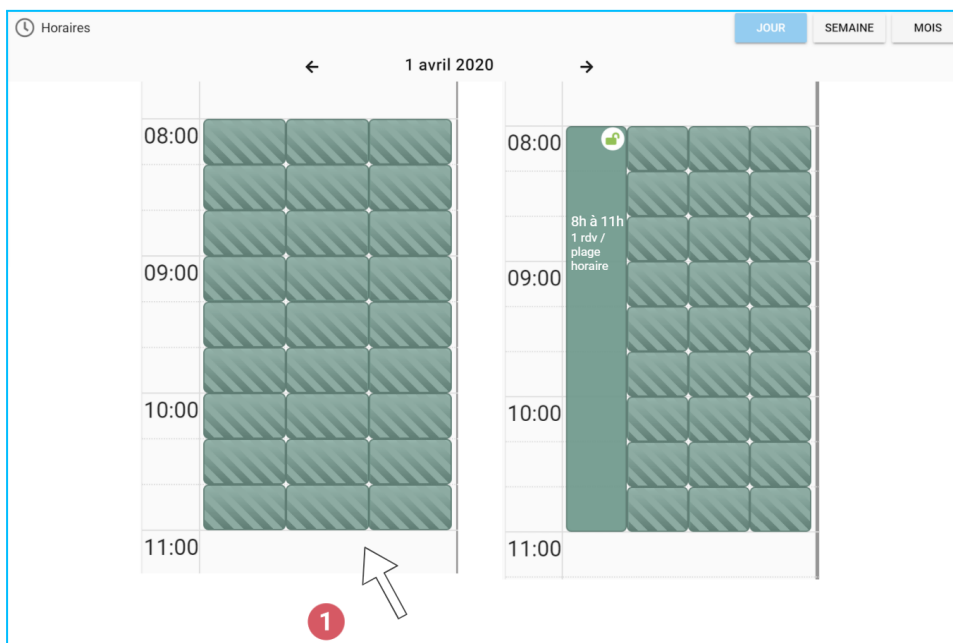 Horaires
JOUR
SEMAINE
MOIS
1 avril 2020
08:00
09:00
10:00
11:00
08:00
8h à 11h
1 rdv /
plage
horaire
09:00
10:00
11:00
1